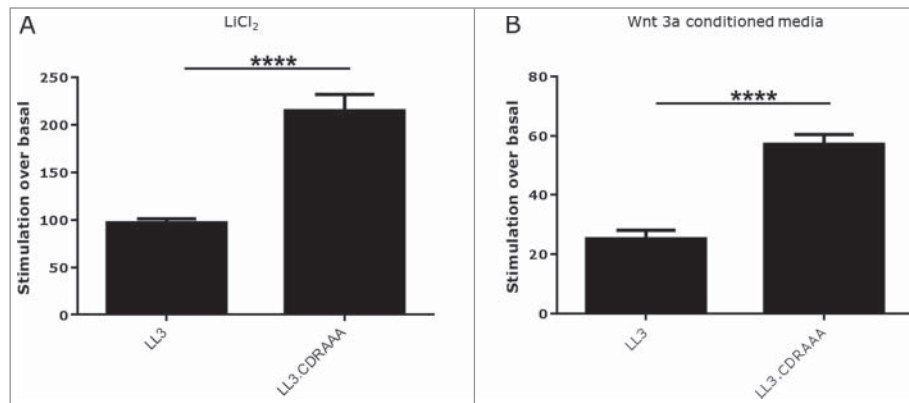 A
LiCl₂
****
Stimulation over basal
250
200
150
100
50
0
LL3
LL3.CDRAAA
B
Wnt 3a conditioned media
****
Stimulation over basal
80
60
40
20
0
LL3
LL3.CDRAAA